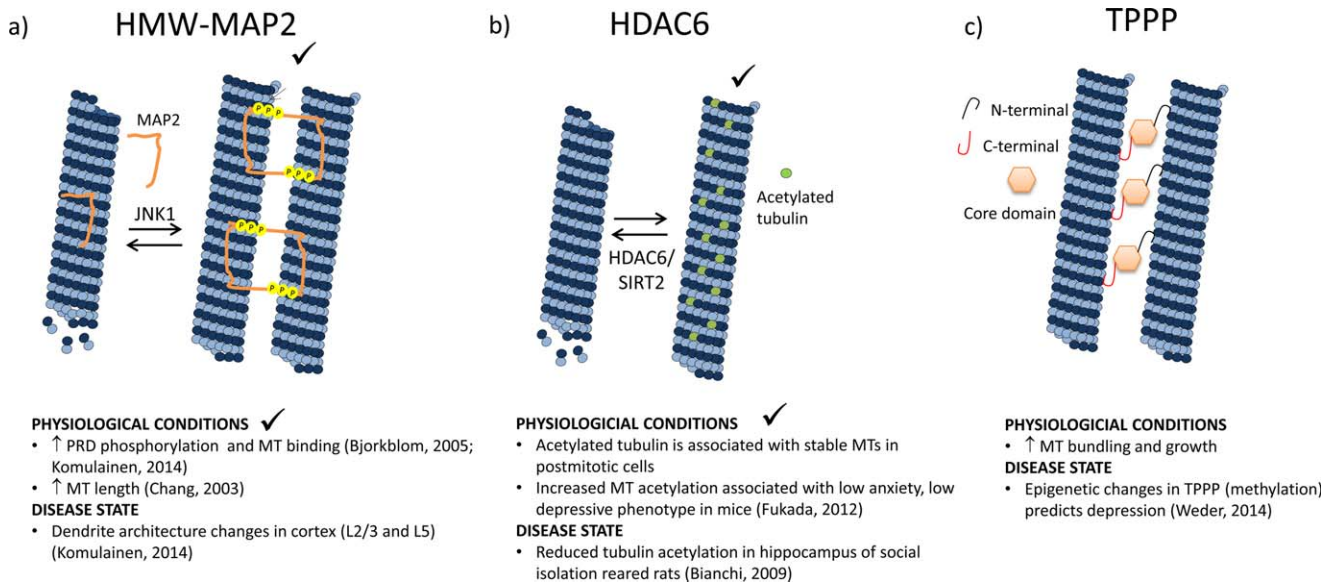 a)
HMW-MAP2
✓
MAP2
JNK1
P P P
P P P
P P P
P P P
PHYSIOLOGICAL CONDITIONS ✓
• ↑ PRD phosphorylation and MT binding (Bjorkblom, 2005;
Komulainen, 2014)
• ↑ MT length (Chang, 2003)
DISEASE STATE
• Dendrite architecture changes in cortex (L2/3 and L5)
(Komulainen, 2014)
b)
HDAC6
✓
Acetylated
tubulin
HDAC6/
SIRT2
PHYSIOLOGICIAL CONDITIONS ✓
• Acetylated tubulin is associated with stable MTs in
postmitotic cells
• Increased MT acetylation associated with low anxiety, low
depressive phenotype in mice (Fukada, 2012)
DISEASE STATE
• Reduced tubulin acetylation in hippocampus of social
isolation reared rats (Bianchi, 2009)
c)
TPPP
N-terminal
C-terminal
Core domain
PHYSIOLOGICAL CONDITIONS
• ↑ MT bundling and growth
DISEASE STATE
• Epigenetic changes in TPPP (methylation)
predicts depression (Weder, 2014)